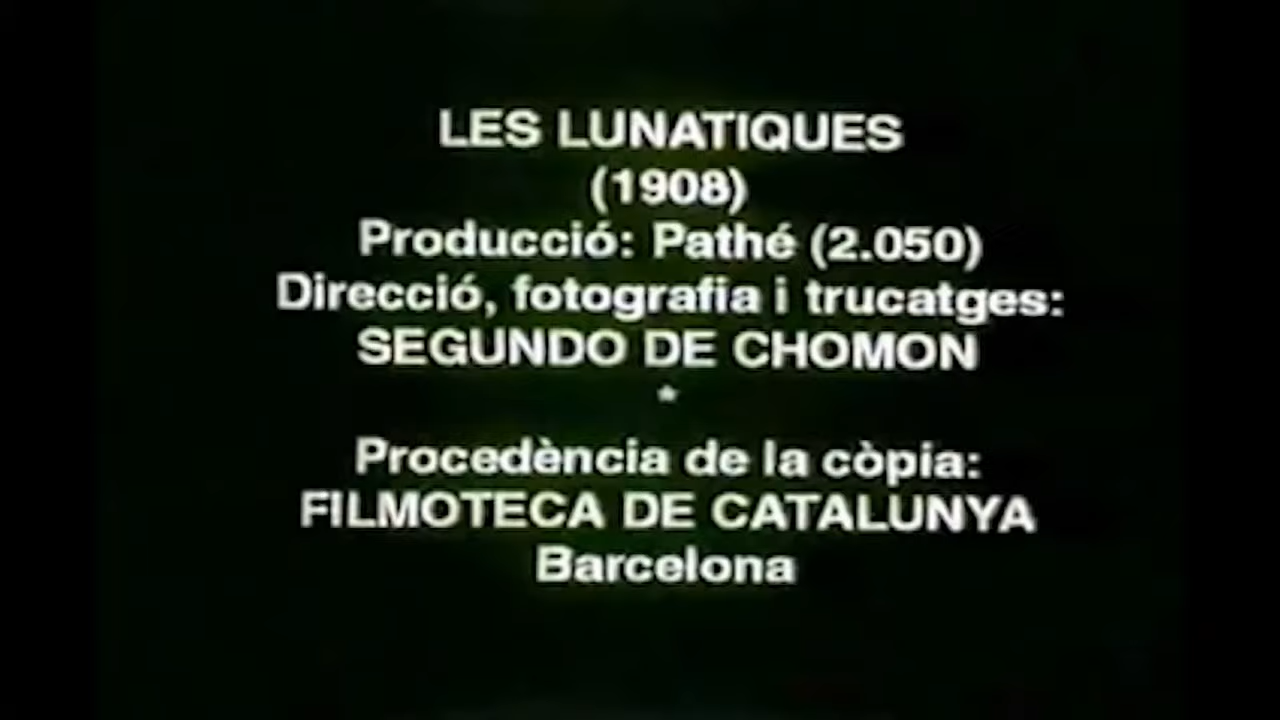 LES LUNATIQUES
(1908)
Producció: Pathé (2.050)
Direcció, fotografia i trucatges:
SEGUNDO DE CHOMON
*
Procedència de la còpia:
FILMOTECA DE CATALUNYA
Barcelona